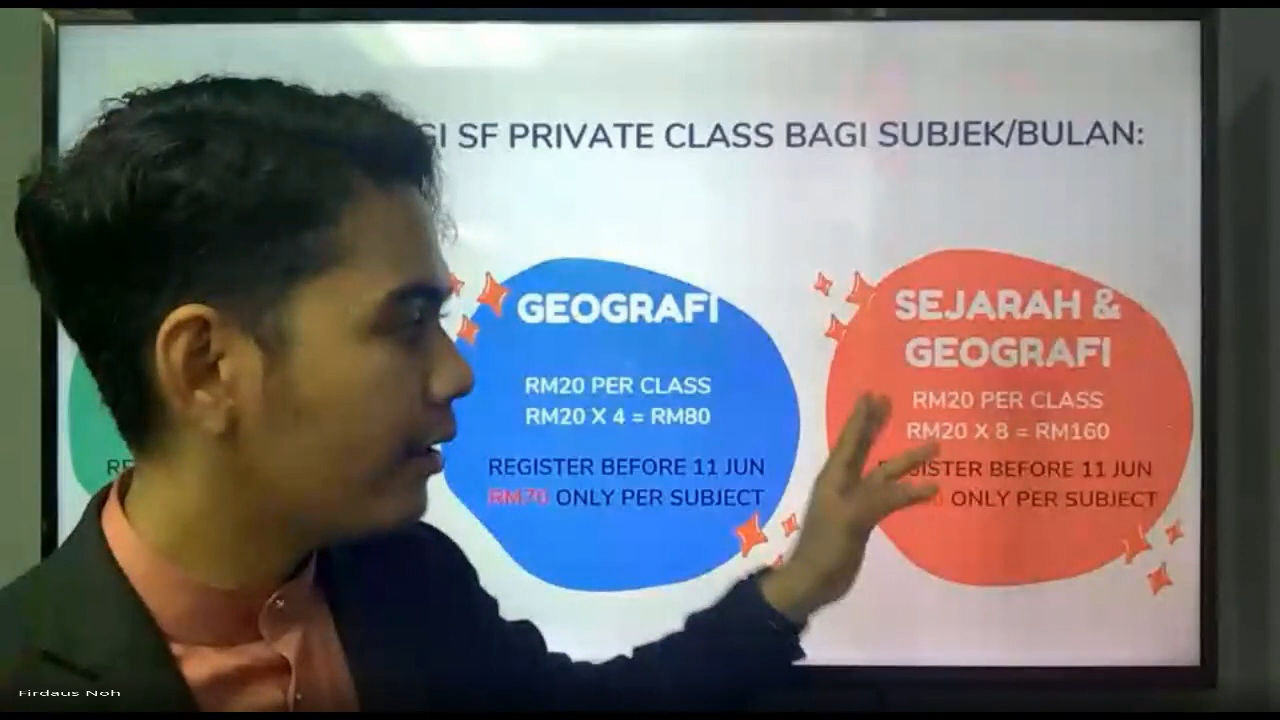 SF PRIVATE CLASS BAGI SUBJEK/BULAN:
GEOGRAFI
RM20 PER CLASS
RM20 X 4 = RM80
REGISTER BEFORE 11 JUN
RM70 ONLY PER SUBJECT
SEJARAH &
GEOGRAFI
RM20 PER CLASS
RM20 X 8 = RM160
BEFORE 11 JUN
ONLY PER SUBJECT
Firdaus Noh